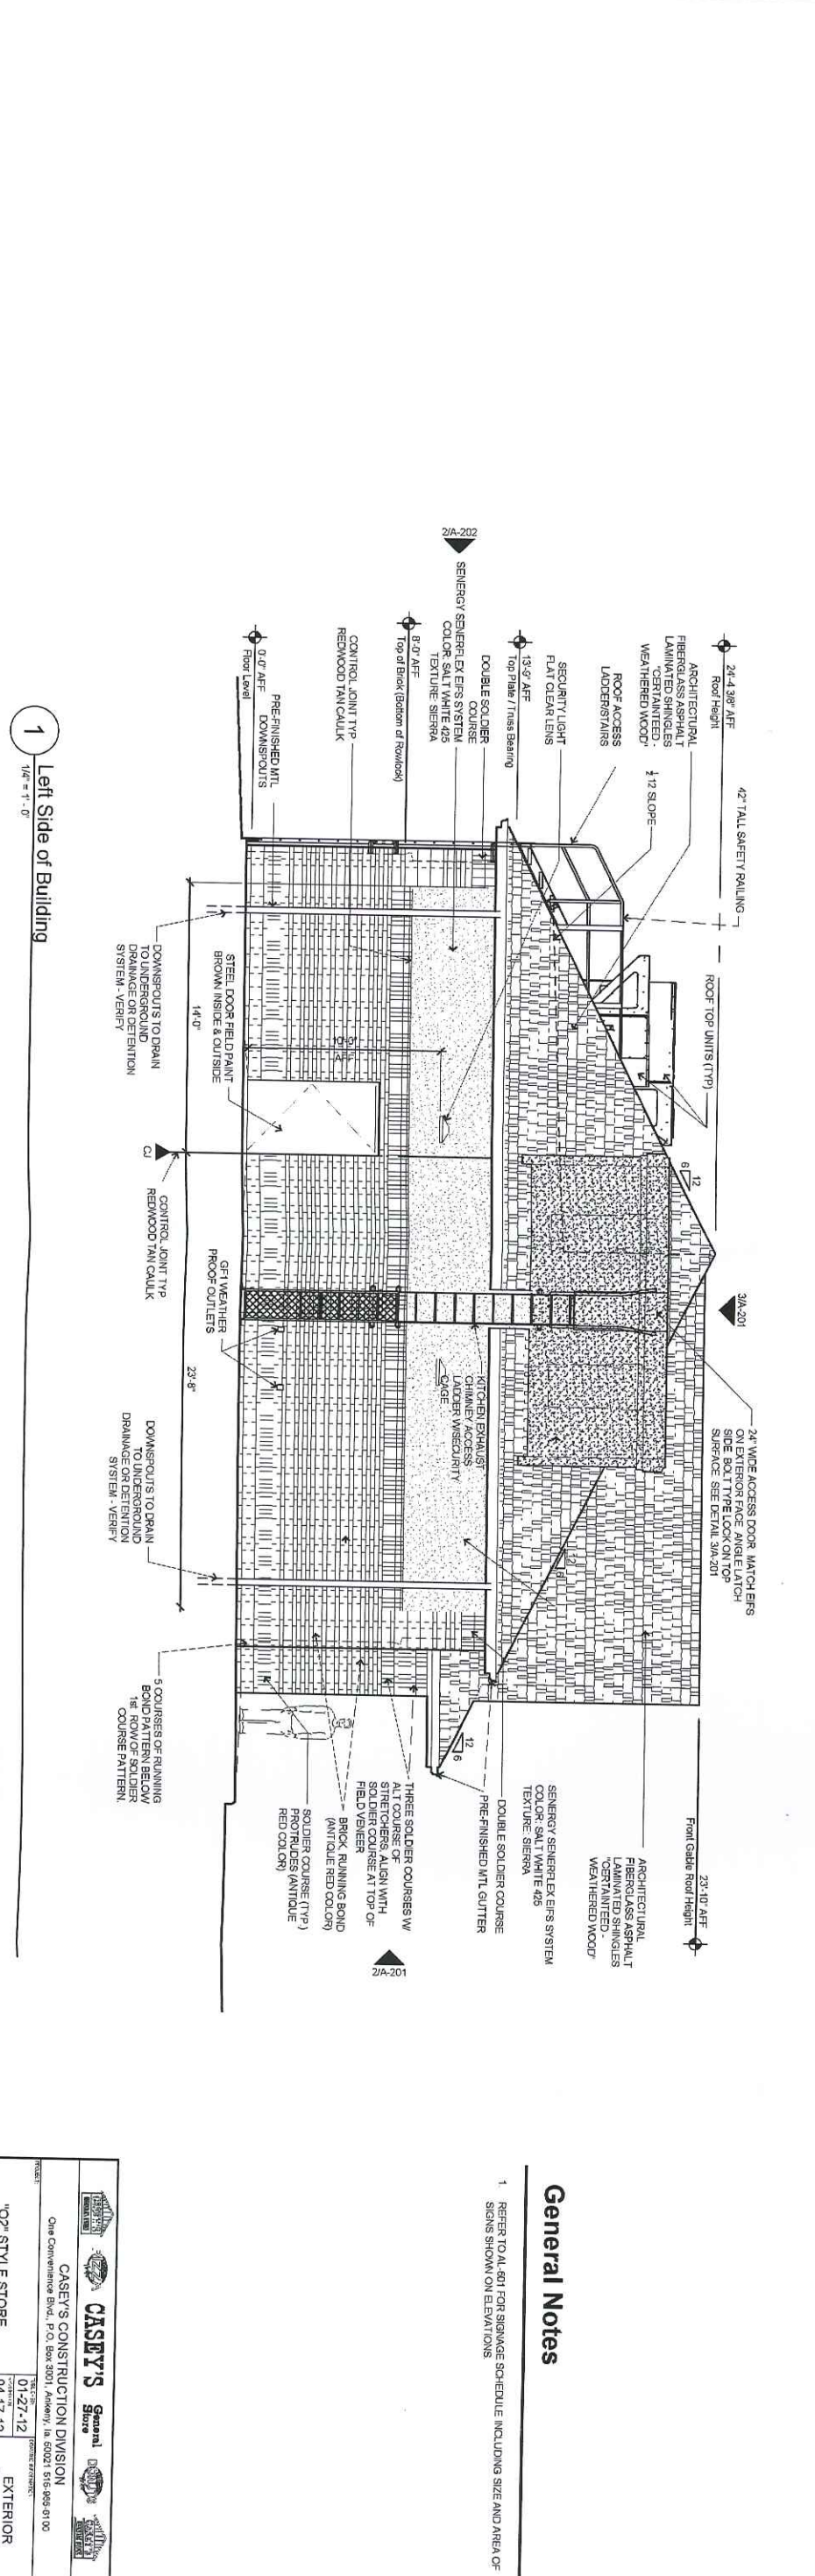 24'-4 3/8" AFF
Roof Height
42" TALL SAFETY RAILING
ROOF TOP UNITS (TYP)
ARCHITECTURAL
FIBERGLASS ASPHALT
LAMINATED SHINGLES
"CERTAINTEED -
WEATHERED WOOD"
12 SLOPE
ROOF ACCESS
LADDER/STAIRS
SECURITY LIGHT
FLAT CLEAR LENS
13'-9" AFF
Top Plate / Truss Bearing
DOUBLE SOLDIER
COURSE
SENERGY SENERFLEX EIFS SYSTEM
COLOR: SALT WHITE 425
TEXTURE: SIERRA
2/A-202
8'-0" AFF
Top of Brick (Bottom of Rowlock)
CONTROL JOINT TYP
REDWOOD TAN CAULK
0'-0" AFF
Floor Level
PRE-FINISHED MTL
DOWNSPOUTS
3/A-201
24" WIDE ACCESS DOOR. MATCH EIFS
ON EXTERIOR FACE. ANGLE LATCH
SIDE. BOLT TYPE LOCK ON TOP
SURFACE. SEE DETAIL 3/A-201
12
6
12
6
10'-0"
AFF
KITCHEN EXHAUST
CHIMNEY ACCESS
LADDER W/SECURITY
CAGE
23'-10" AFF
Front Gable Roof Height
ARCHITECTURAL
FIBERGLASS ASPHALT
LAMINATED SHINGLES
"CERTAINTEED -
WEATHERED WOOD"
SENERGY SENERFLEX EIFS SYSTEM
COLOR: SALT WHITE 425
TEXTURE: SIERRA
DOUBLE SOLDIER COURSE
PRE-FINISHED MTL GUTTER
12
6
THREE SOLDIER COURSES W/
ALT COURSE OF
STRETCHERS, ALIGN WITH
SOLDIER COURSE AT TOP OF
FIELD VENEER
2/A-201
BRICK, RUNNING BOND
(ANTIQUE RED COLOR)
SOLDIER COURSE (TYP.)
PROTRUDES (ANTIQUE
RED COLOR)
STEEL DOOR FIELD PAINT
BROWN INSIDE & OUTSIDE
GFI WEATHER
PROOF OUTLETS
14'-0"
23'-8"
DOWNSPOUTS TO DRAIN
TO UNDERGROUND
DRAINAGE OR DETENTION
SYSTEM - VERIFY
CJ
CONTROL JOINT TYP
REDWOOD TAN CAULK
DOWNSPOUTS TO DRAIN
TO UNDERGROUND
DRAINAGE OR DETENTION
SYSTEM - VERIFY
5 COURSES OF RUNNING
BOND PATTERN BELOW
1st ROW OF SOLDIER
COURSE PATTERN.
1
Left Side of Building
1/4" = 1'- 0"
General Notes
1. REFER TO AL-601 FOR SIGNAGE SCHEDULE INCLUDING SIZE AND AREA OF
SIGNS SHOWN ON ELEVATIONS.
CASEY'S General Store
CASEY'S CONSTRUCTION DIVISION
One Convenience Blvd., P.O. Box 3001, Ankeny, Ia. 50021 515-965-6100
PROJECT:
"O2" STYLE STORE
01-27-12
EXTERIOR